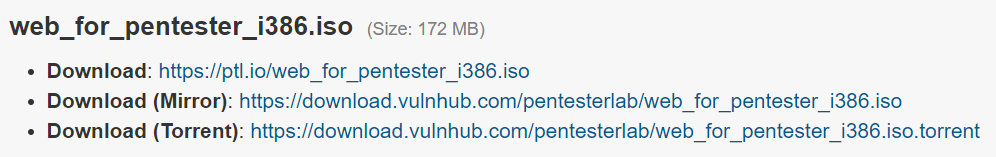 web_for_pentester_i386.iso (Size: 172 MB)
• Download: https://ptl.io/web_for_pentester_i386.iso
• Download (Mirror): https://download.vulnhub.com/pentesterlab/web_for_pentester_i386.iso
• Download (Torrent): https://download.vulnhub.com/pentesterlab/web_for_pentester_i386.iso.torrent